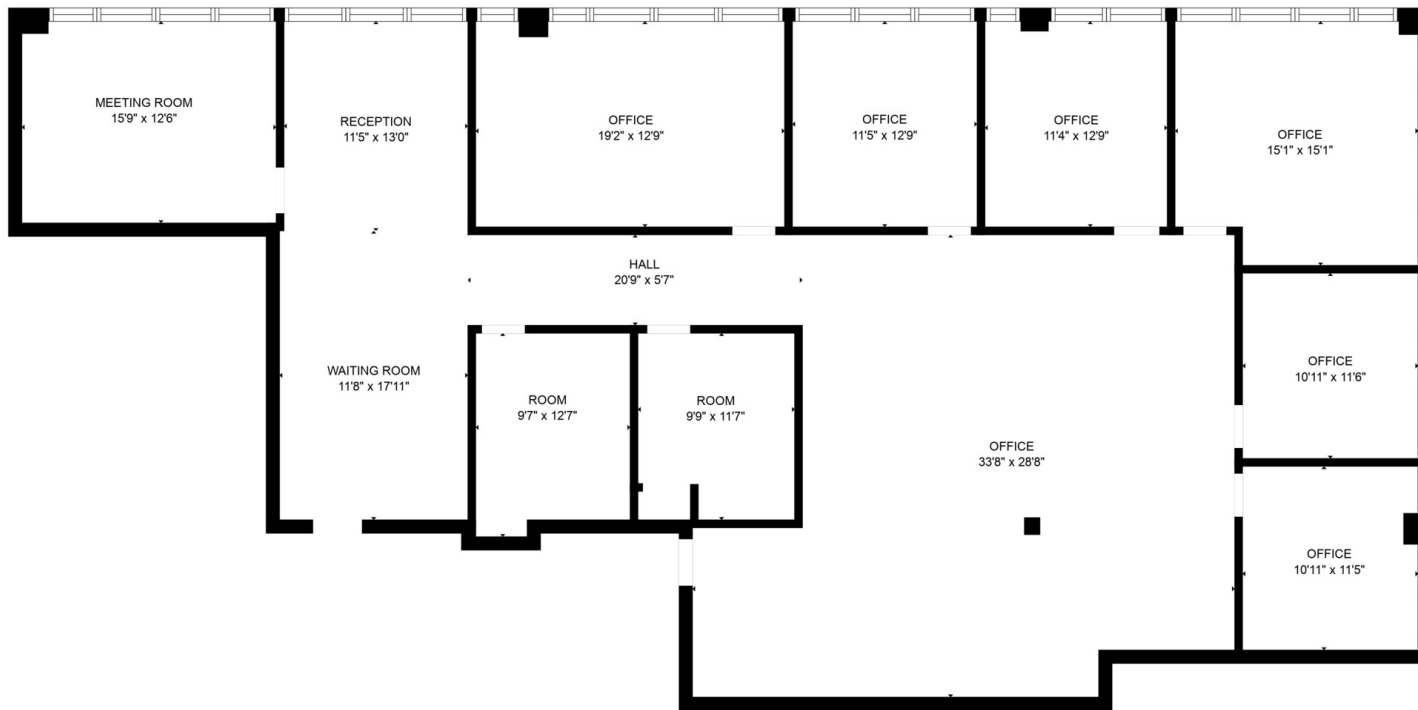 MEETING ROOM
15'9" x 12'6"
RECEPTION
11'5" x 13'0"
OFFICE
19'2" x 12'9"
OFFICE
11'5" x 12'9"
OFFICE
11'4" x 12'9"
OFFICE
15'1" x 15'1"
HALL
20'9" x 5'7"
WAITING ROOM
11'8" x 17'11"
ROOM
9'7" x 12'7"
ROOM
9'9" x 11'7"
OFFICE
33'8" x 28'8"
OFFICE
10'11" x 11'6"
OFFICE
10'11" x 11'5"